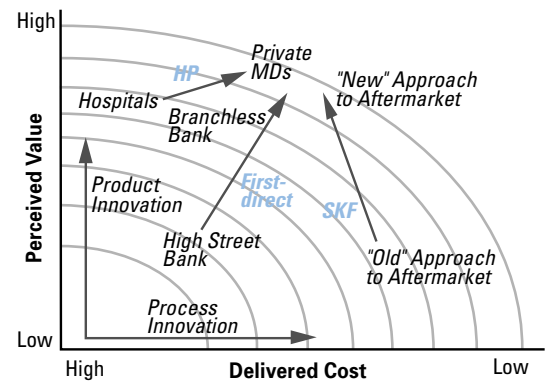 High
Private
MDs
HP
"New" Approach
to Aftermarket
Hospitals
Branchless
Bank
Perceived Value
Product
Innovation
First-
direct
SKF
High Street
Bank
"Old" Approach
to Aftermarket
Process
Innovation
Low
High
Delivered Cost
Low